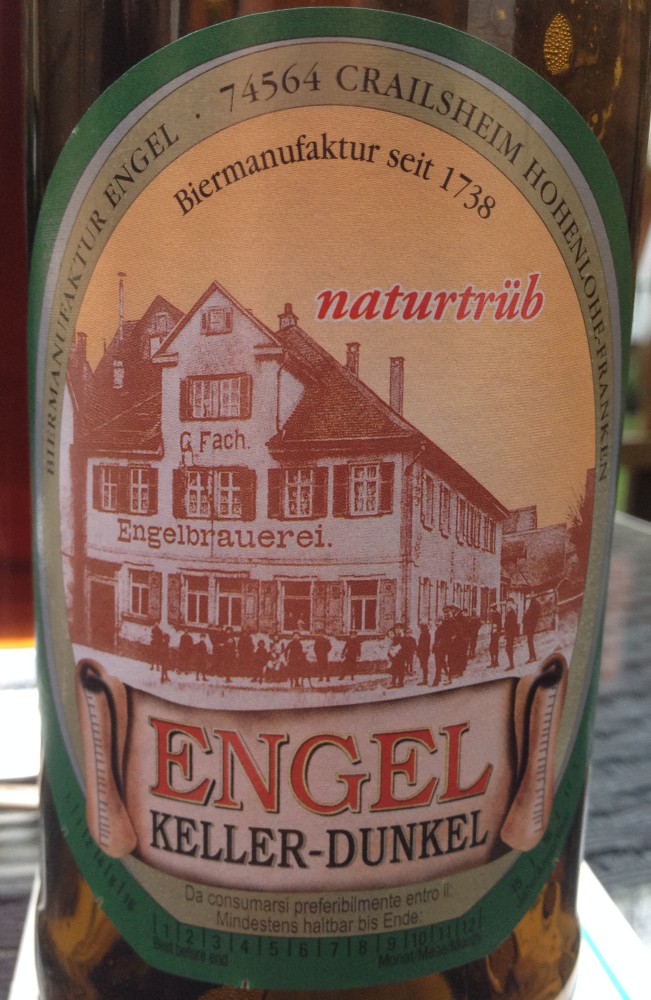 BIERMANUFAKTUR ENGEL · 74564 CRAILSHEIM HOHENLOHE-FRANKEN
Biermanufaktur seit 1738
naturtrüb
G. Fach.
Engelbrauerei.
ENGEL
KELLER-DUNKEL
Da consumarsi preferibilmente entro il:
Mindestens haltbar bis Ende:
1 2 3 4 5 6 7 8 9 10 11 12
Best before end Monat/Mese/Month